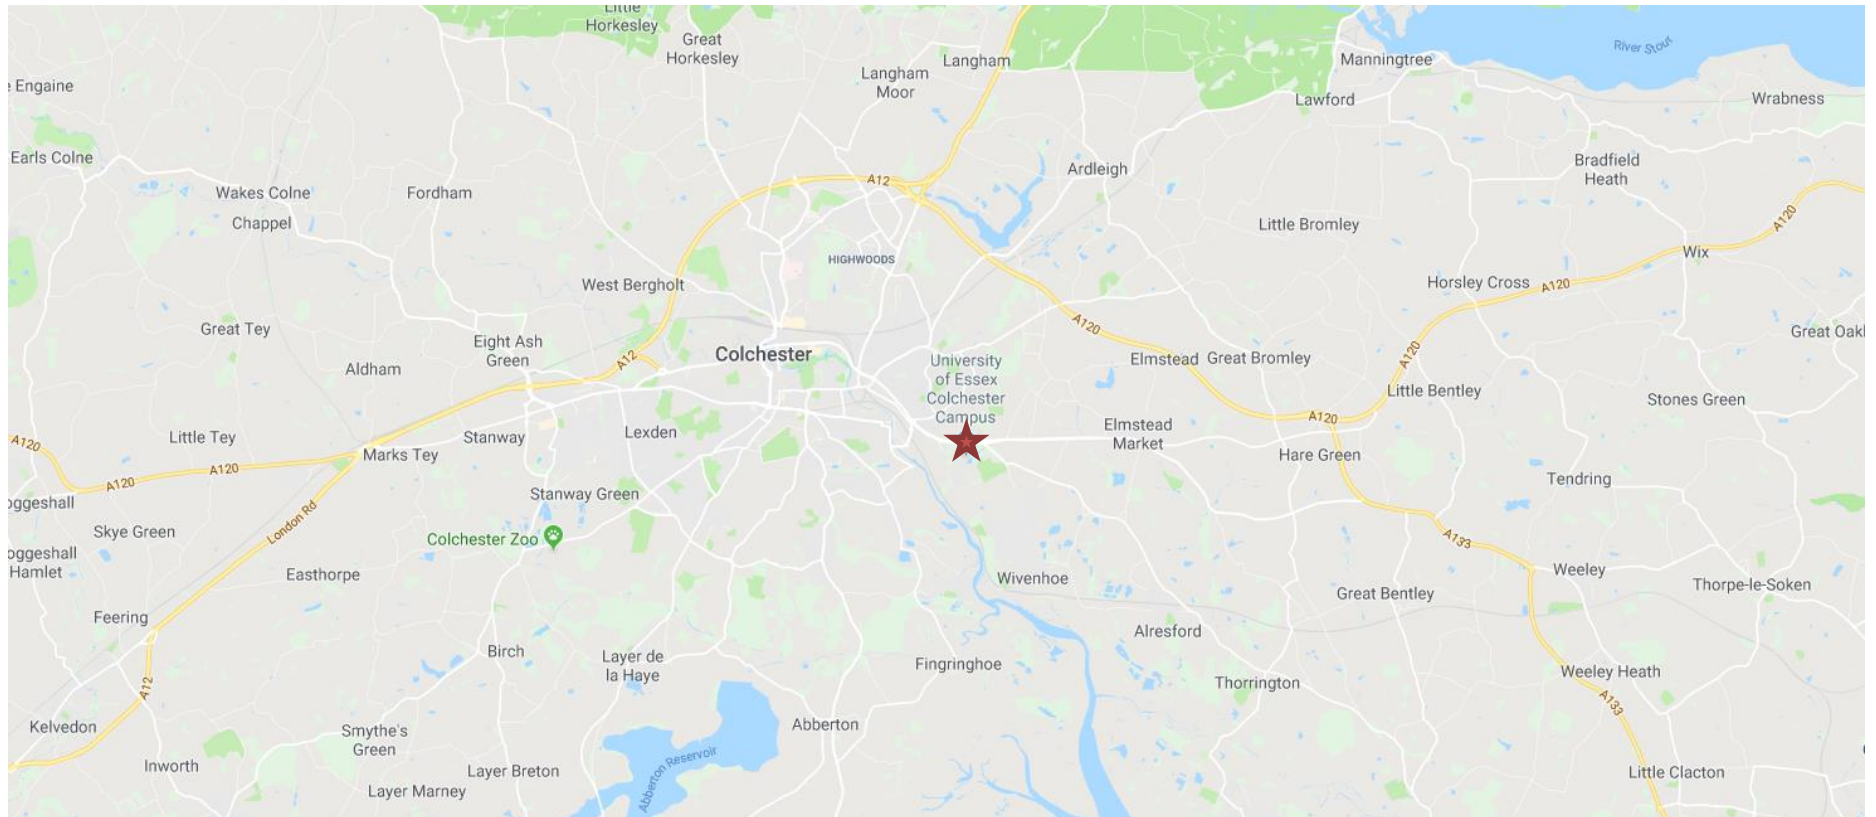 Little
Horkesley
Great
Horkesley
Langham
Langham
Moor
Manningtree
River Stour
Engaine
Lawford
Wrabness
Earls Colne
Wakes Colne
Fordham
A12
Ardleigh
Bradfield
Heath
Chappel
Little Bromley
A120
HIGHWOODS
Wix
West Bergholt
Horsley Cross
A120
Great Tey
Eight Ash
Green
A120
Great Oakl
Aldham
A12
Colchester
University
of Essex
Colchester
Campus
Elmstead
Great Bromley
A120
Little Bentley
Stones Green
A120
Little Tey
Stanway
Lexden
Elmstead
Market
A120
Marks Tey
Hare Green
A120
A120
Tendring
oggeshall
Stanway Green
Skye Green
London Rd
Colchester Zoo
A133
oggeshall
Hamlet
Easthorpe
Wivenhoe
Weeley
Great Bentley
Thorpe-le-Soken
Feering
Birch
Layer de
la Haye
Alresford
Fingringhoe
Weeley Heath
A12
Thorrington
A133
Kelvedon
Smythe's
Green
Abberton
Inworth
Layer Breton
Abberton Reservoir
Little Clacton
Layer Marney